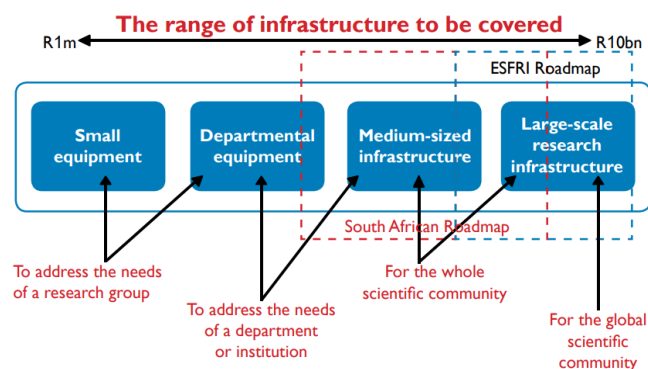 The range of infrastructure to be covered
R1m
R10bn
ESFRI Roadmap
Small
equipment
Departmental
equipment
Medium-sized
infrastructure
Large-scale
research
infrastructure
South African Roadmap
To address the needs
of a research group
To address the needs
of a department
or institution
For the whole
scientific community
For the global
scientific
community